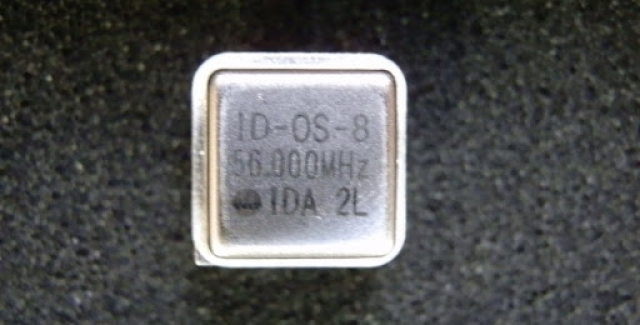 ID-OS-8
56.000MHz
IDA 2L